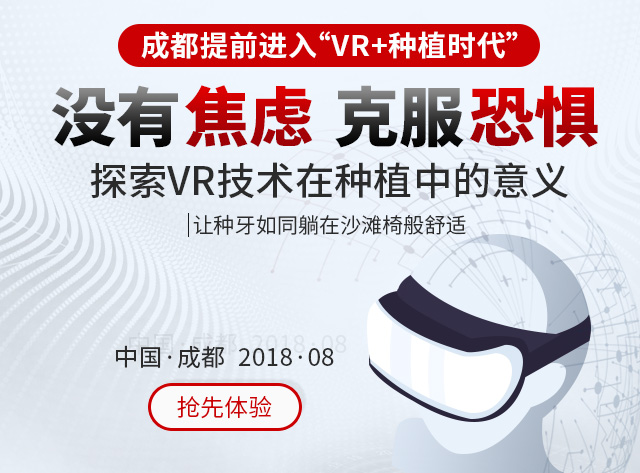 成都提前进入“VR+种植时代”
没有焦虑 克服恐惧
探索VR技术在种植中的意义
让种牙如同躺在沙滩椅般舒适
中国·成都 2018·08
抢先体验